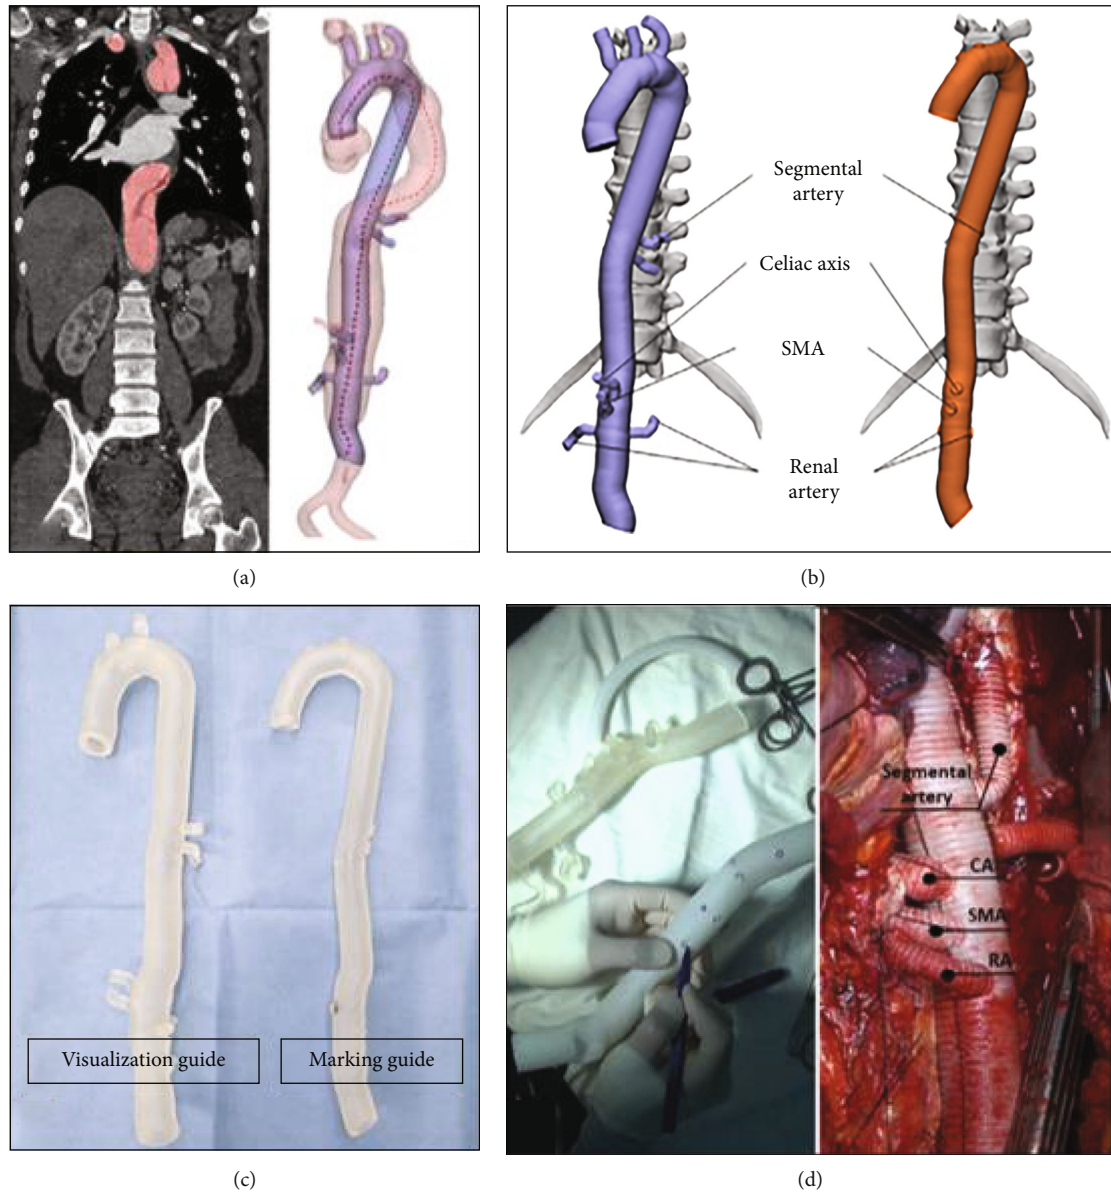 Segmental
artery
Celiac axis
SMA
Renal
artery
(a)
(b)
Visualization guide
Marking guide
Segmental
artery
CA
SMA
RA
(c)
(d)